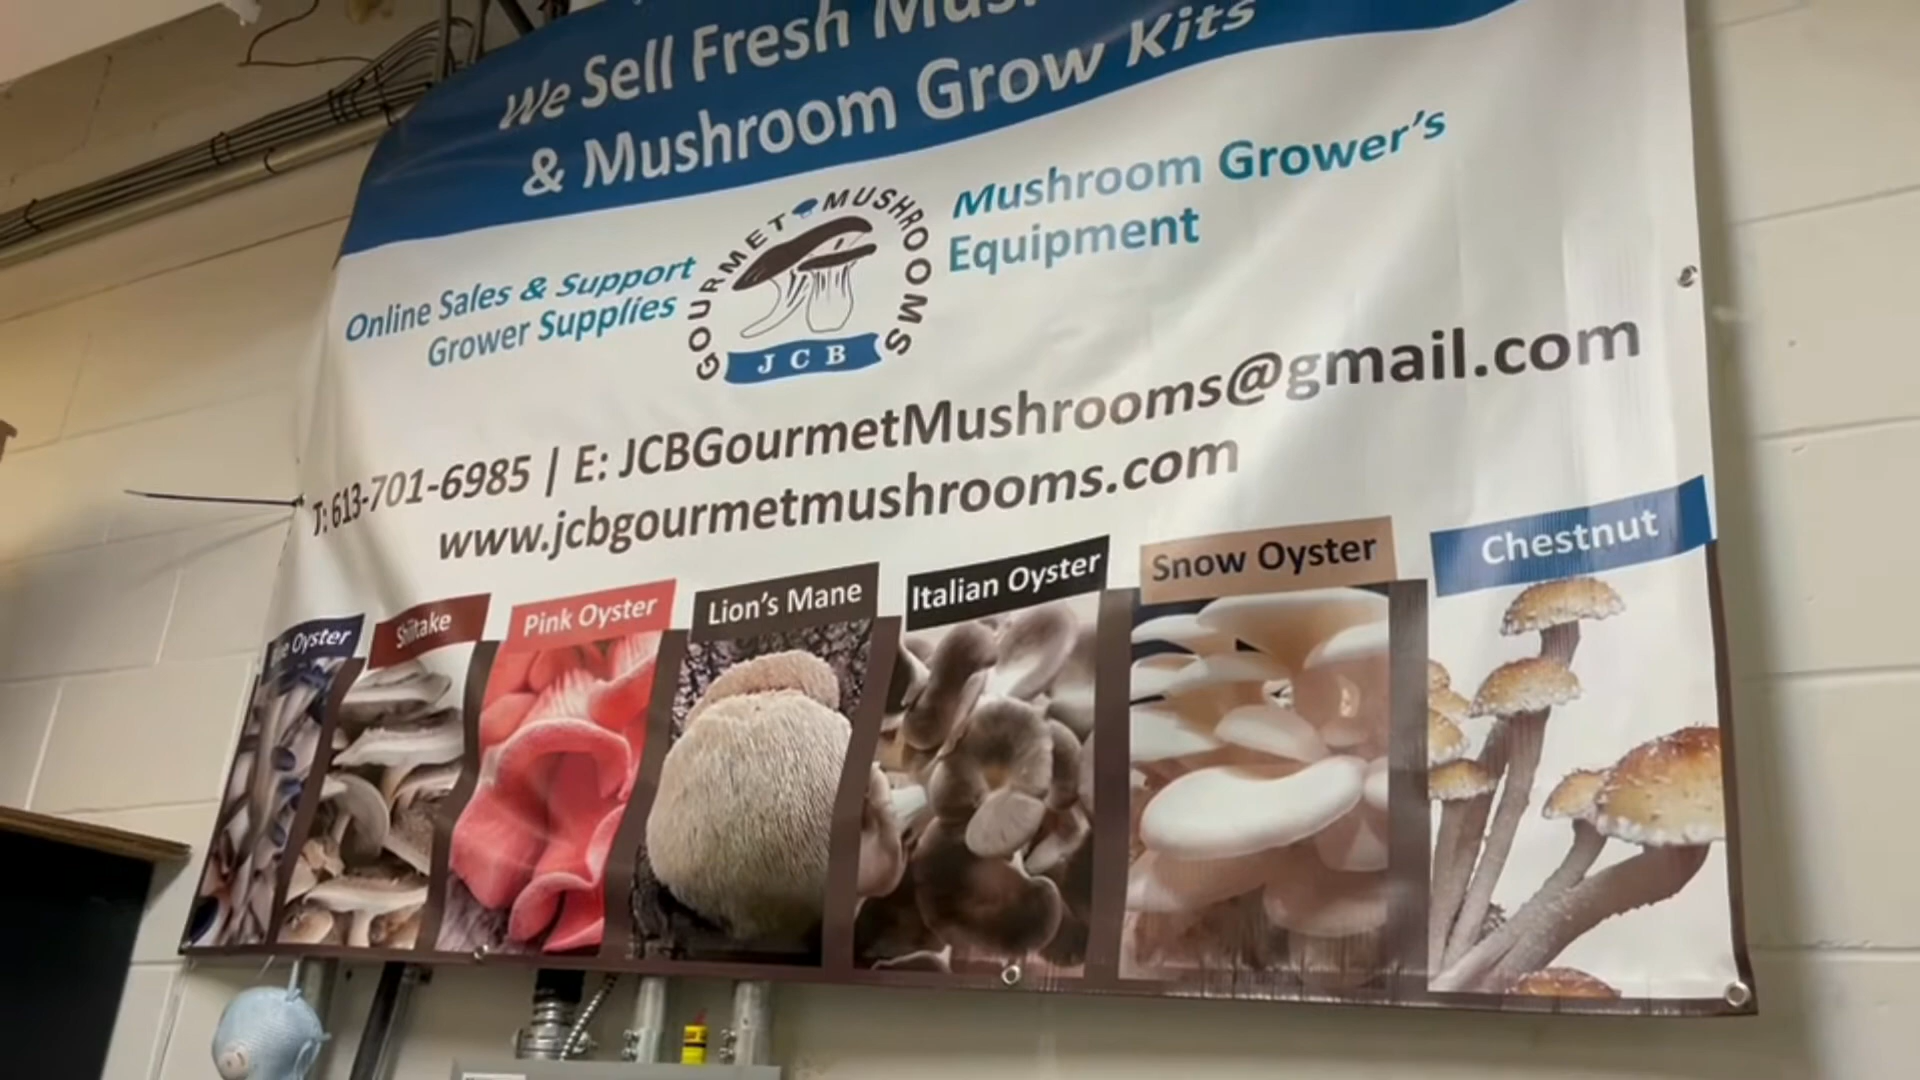 We Sell Fresh
& Mushroom Grow Kits
Online Sales & Support
Grower Supplies
GOURMET MUSHROOMS
JCB
Mushroom Grower's
Equipment
T: 613-701-6985 | E: JCBGourmetMushrooms@gmail.com
www.jcbgourmetmushrooms.com
Oyster
Shiitake
Pink Oyster
Lion's Mane
Italian Oyster
Snow Oyster
Chestnut